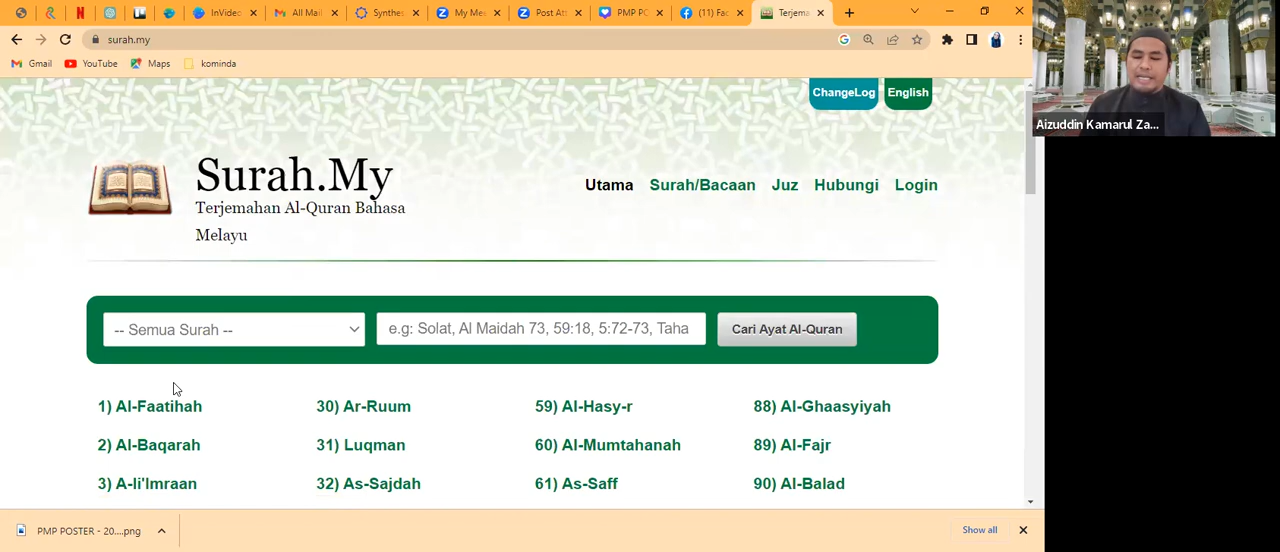 InVideo
All Mail
Synthes
My Me
Post Att
PMP PC
(11) Fac
Terjema
surah.my
Gmail
YouTube
Maps
kominda
ChangeLog
English
Surah.My
Terjemahan Al-Quran Bahasa
Melayu
Utama
Surah/Bacaan
Juz
Hubungi
Login
-- Semua Surah --
e.g: Solat, Al Maidah 73, 59:18, 5:72-73, Taha
Cari Ayat Al-Quran
1) Al-Faatihah
30) Ar-Ruum
59) Al-Hasy-r
88) Al-Ghaasyiyah
2) Al-Baqarah
31) Luqman
60) Al-Mumtahanah
89) Al-Fajr
3) A-li'Imraan
32) As-Sajdah
61) As-Saff
90) Al-Balad
PMP POSTER - 20....png
Show all
Aizuddin Kamarul Za...